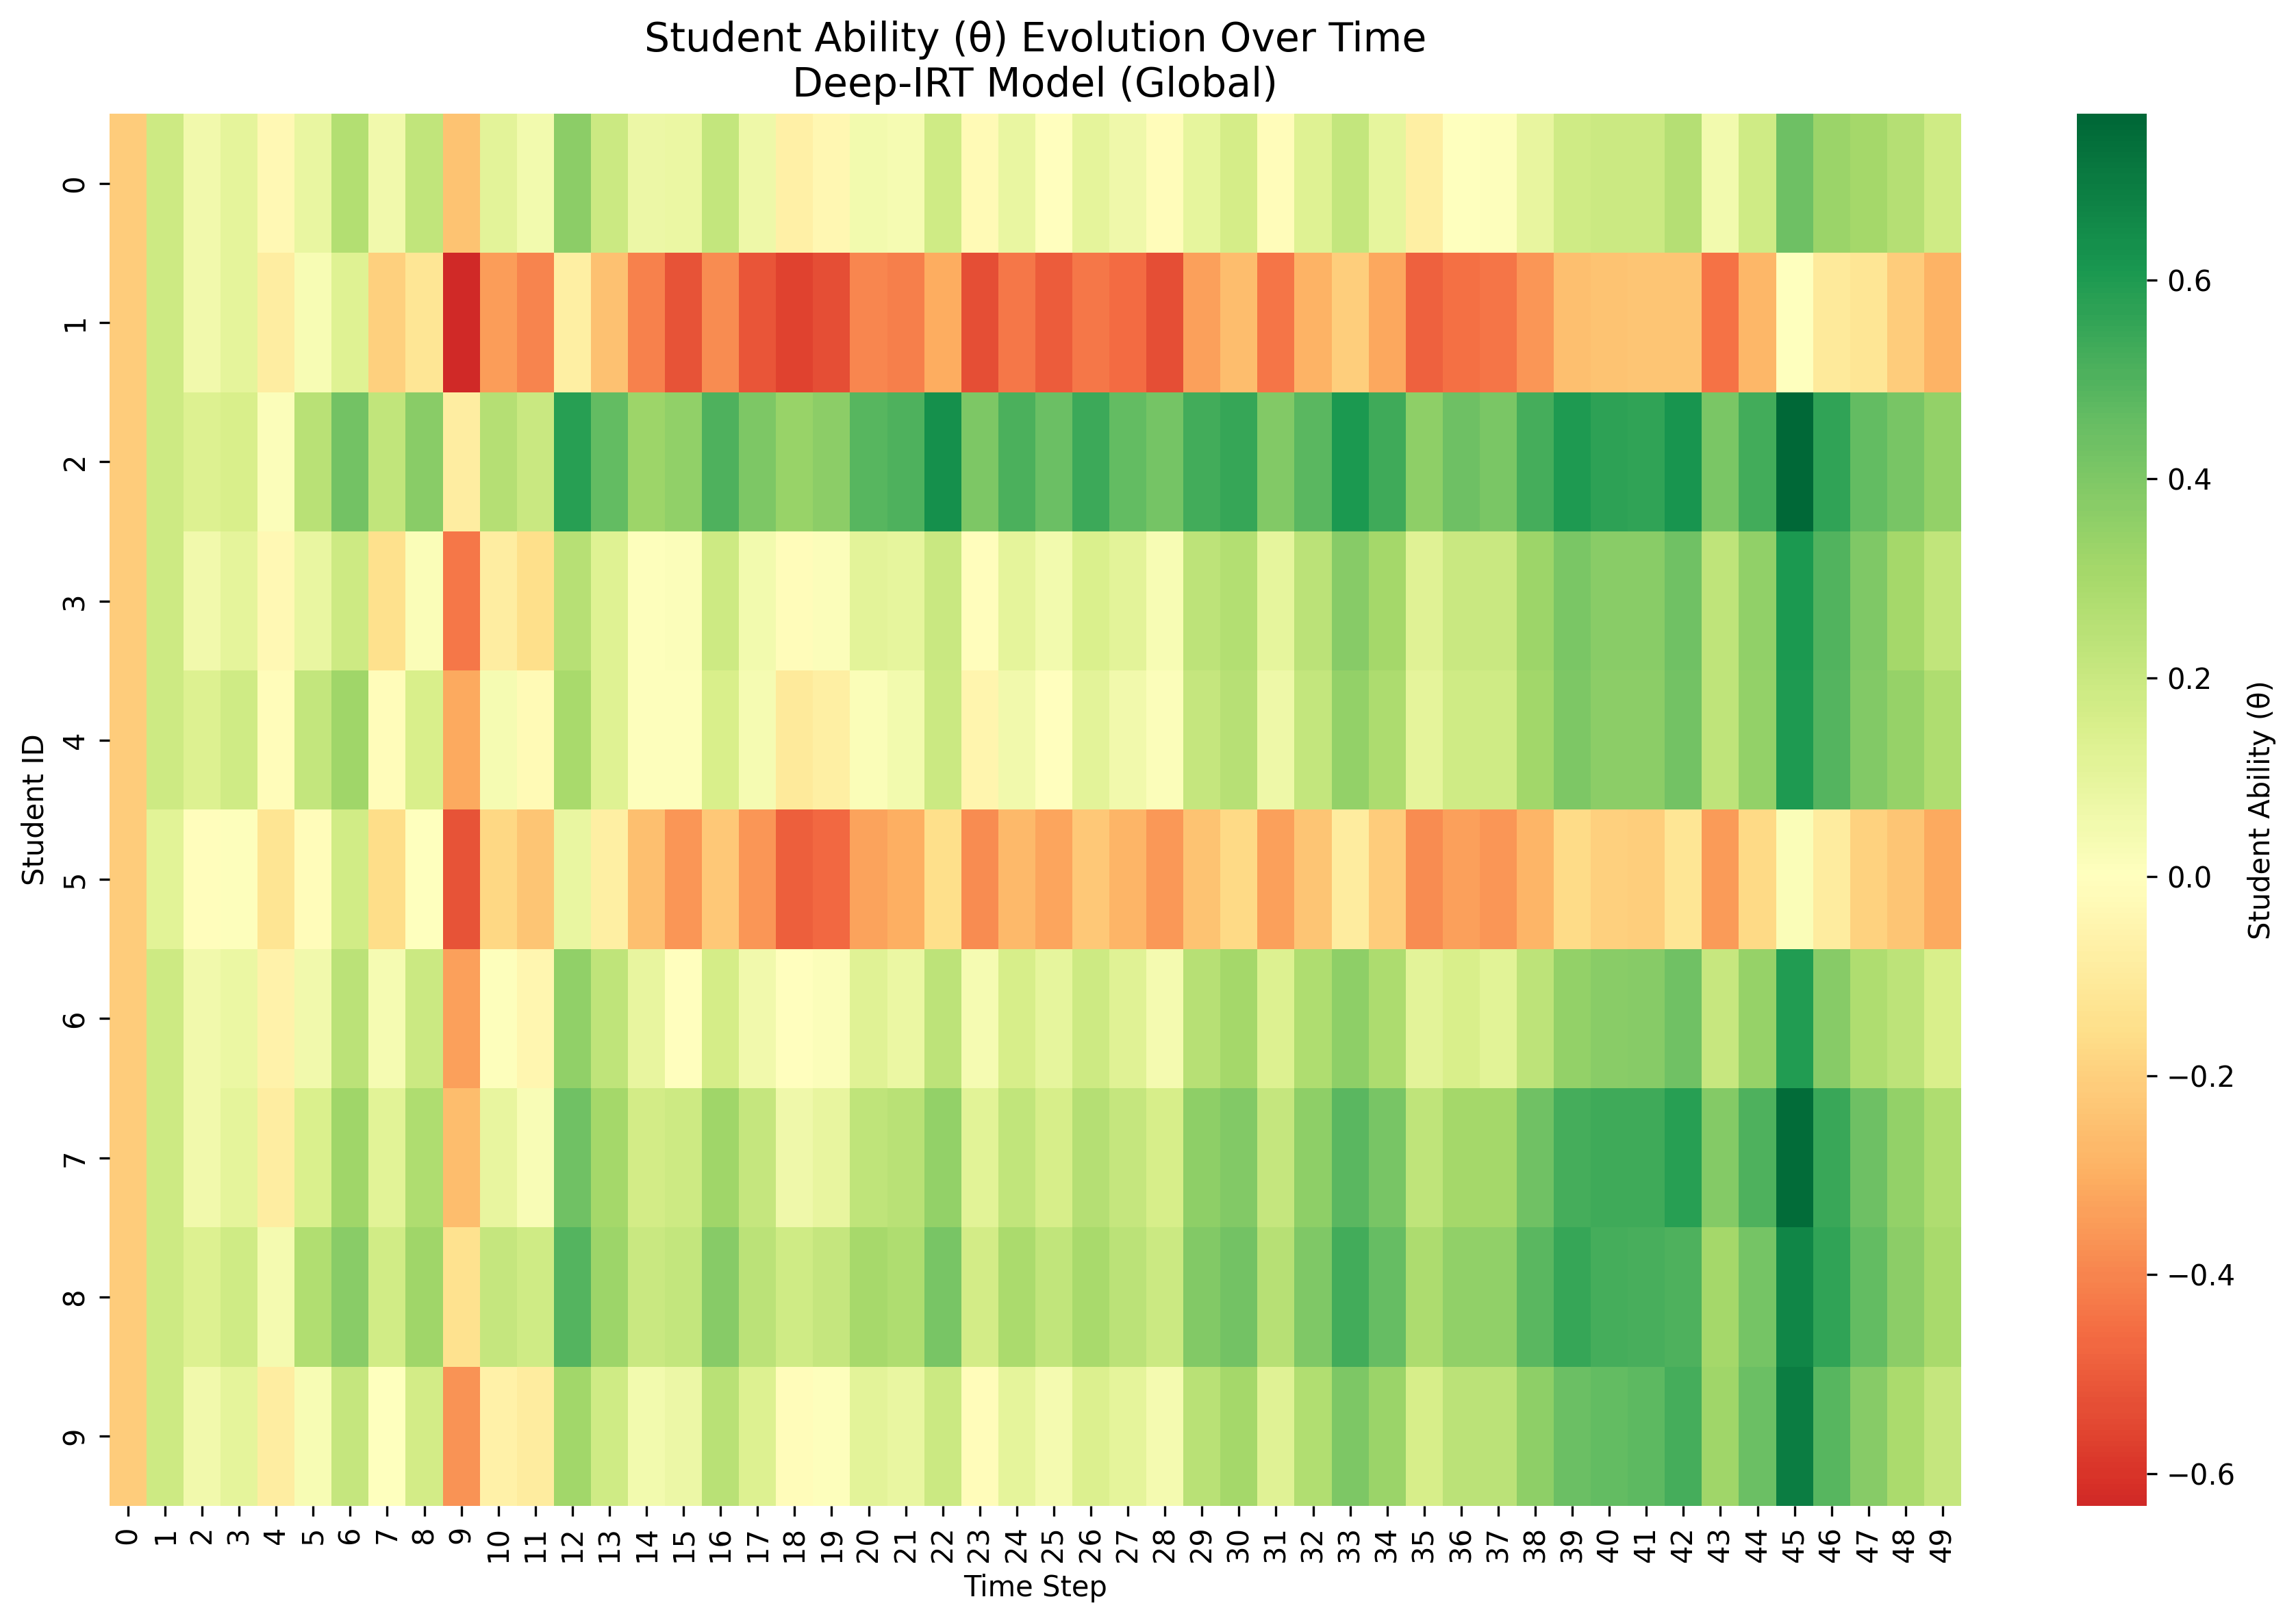 Student Ability (θ) Evolution Over Time
Deep-IRT Model (Global)
Student ID
0
1
2
3
4
5
6
7
8
9
0 1 2 3 4 5 6 7 8 9 10 11 12 13 14 15 16 17 18 19 20 21 22 23 24 25 26 27 28 29 30 31 32 33 34 35 36 37 38 39 40 41 42 43 44 45 46 47 48 49
Time Step
0.6
0.4
0.2
0.0
−0.2
−0.4
−0.6
Student Ability (θ)